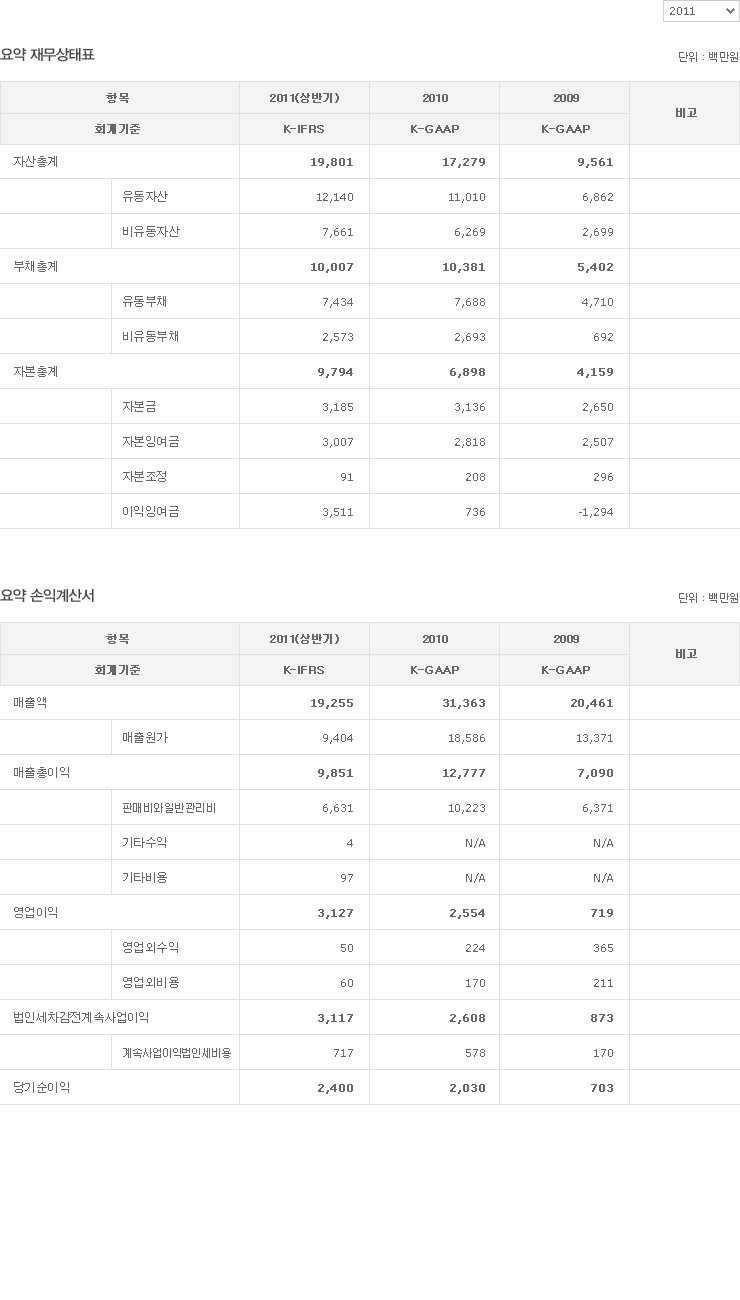 2011
요약 재무상태표 단위 : 백만원
항목 2011(상반기) 2010 2009 비고
회계기준 K-IFRS K-GAAP K-GAAP
자산총계 19,801 17,279 9,561
유동자산 12,140 11,010 6,862
비유동자산 7,661 6,269 2,699
부채총계 10,007 10,381 5,402
유동부채 7,434 7,688 4,710
비유동부채 2,573 2,693 692
자본총계 9,794 6,898 4,159
자본금 3,185 3,136 2,650
자본잉여금 3,007 2,818 2,507
자본조정 91 208 296
이익잉여금 3,511 736 -1,294
요약 손익계산서 단위 : 백만원
항목 2011(상반기) 2010 2009 비고
회계기준 K-IFRS K-GAAP K-GAAP
매출액 19,255 31,363 20,461
매출원가 9,404 18,586 13,371
매출총이익 9,851 12,777 7,090
판매비와일반관리비 6,631 10,223 6,371
기타수익 4 N/A N/A
기타비용 97 N/A N/A
영업이익 3,127 2,554 719
영업외수익 50 224 365
영업외비용 60 170 211
법인세차감전계속사업이익 3,117 2,608 873
계속사업이익법인세비용 717 578 170
당기순이익 2,400 2,030 703